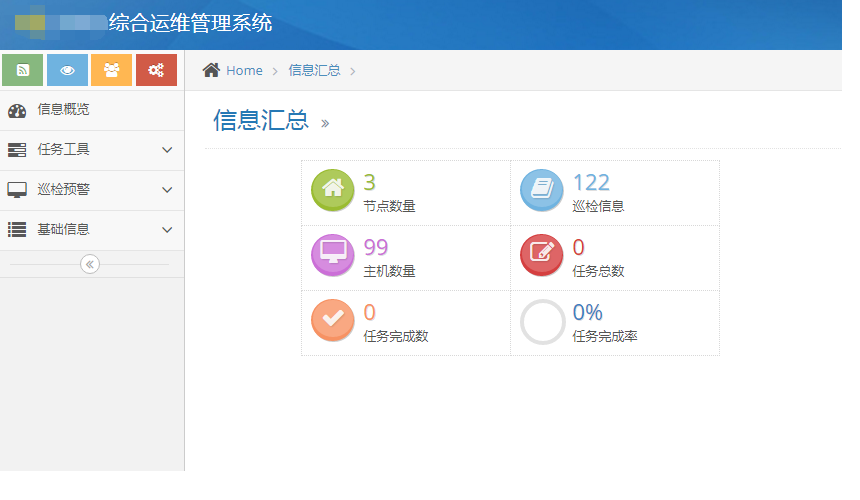 综合运维管理系统
Home
信息汇总
信息概览
任务工具
巡检预警
基础信息
信息汇总 »
3
节点数量
122
巡检信息
99
主机数量
0
任务总数
0
任务完成数
0%
任务完成率